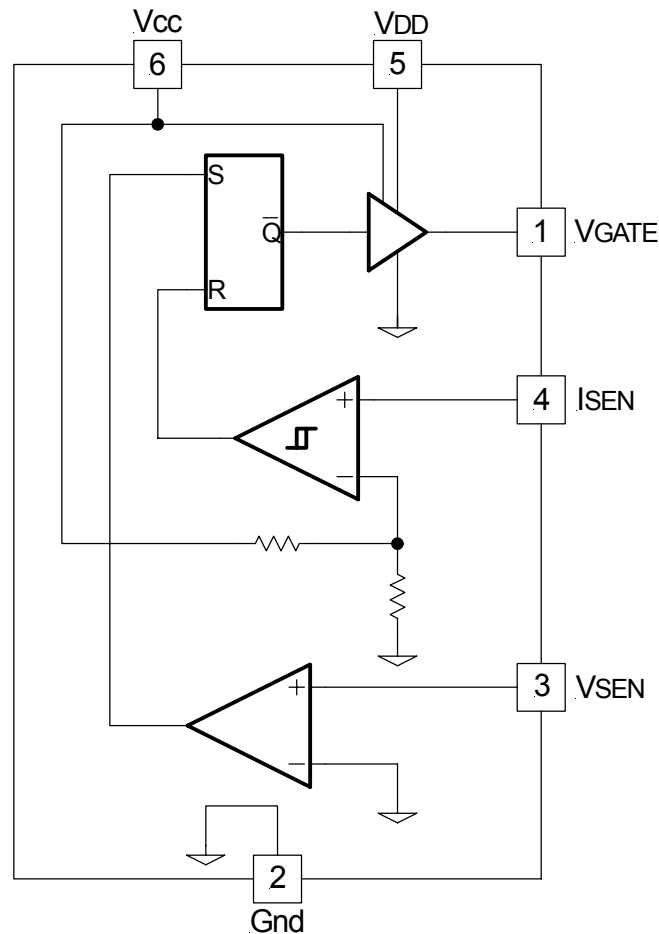 VCC
VDD
6
5
S
Q
R
1 VGATE
+
4 ISEN
−
+
3 VSEN
−
2
Gnd